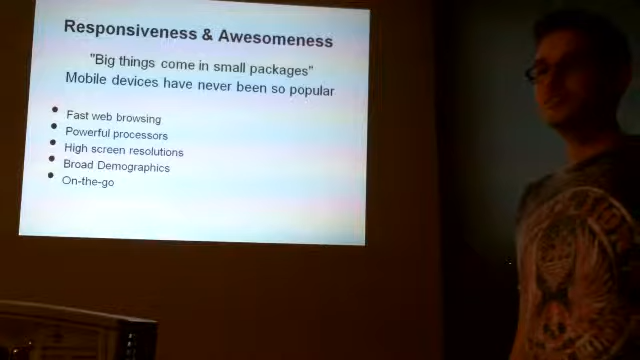 Responsiveness & Awesomeness
"Big things come in small packages"
Mobile devices have never been so popular
• Fast web browsing
• Powerful processors
• High screen resolutions
• Broad Demographics
• On-the-go